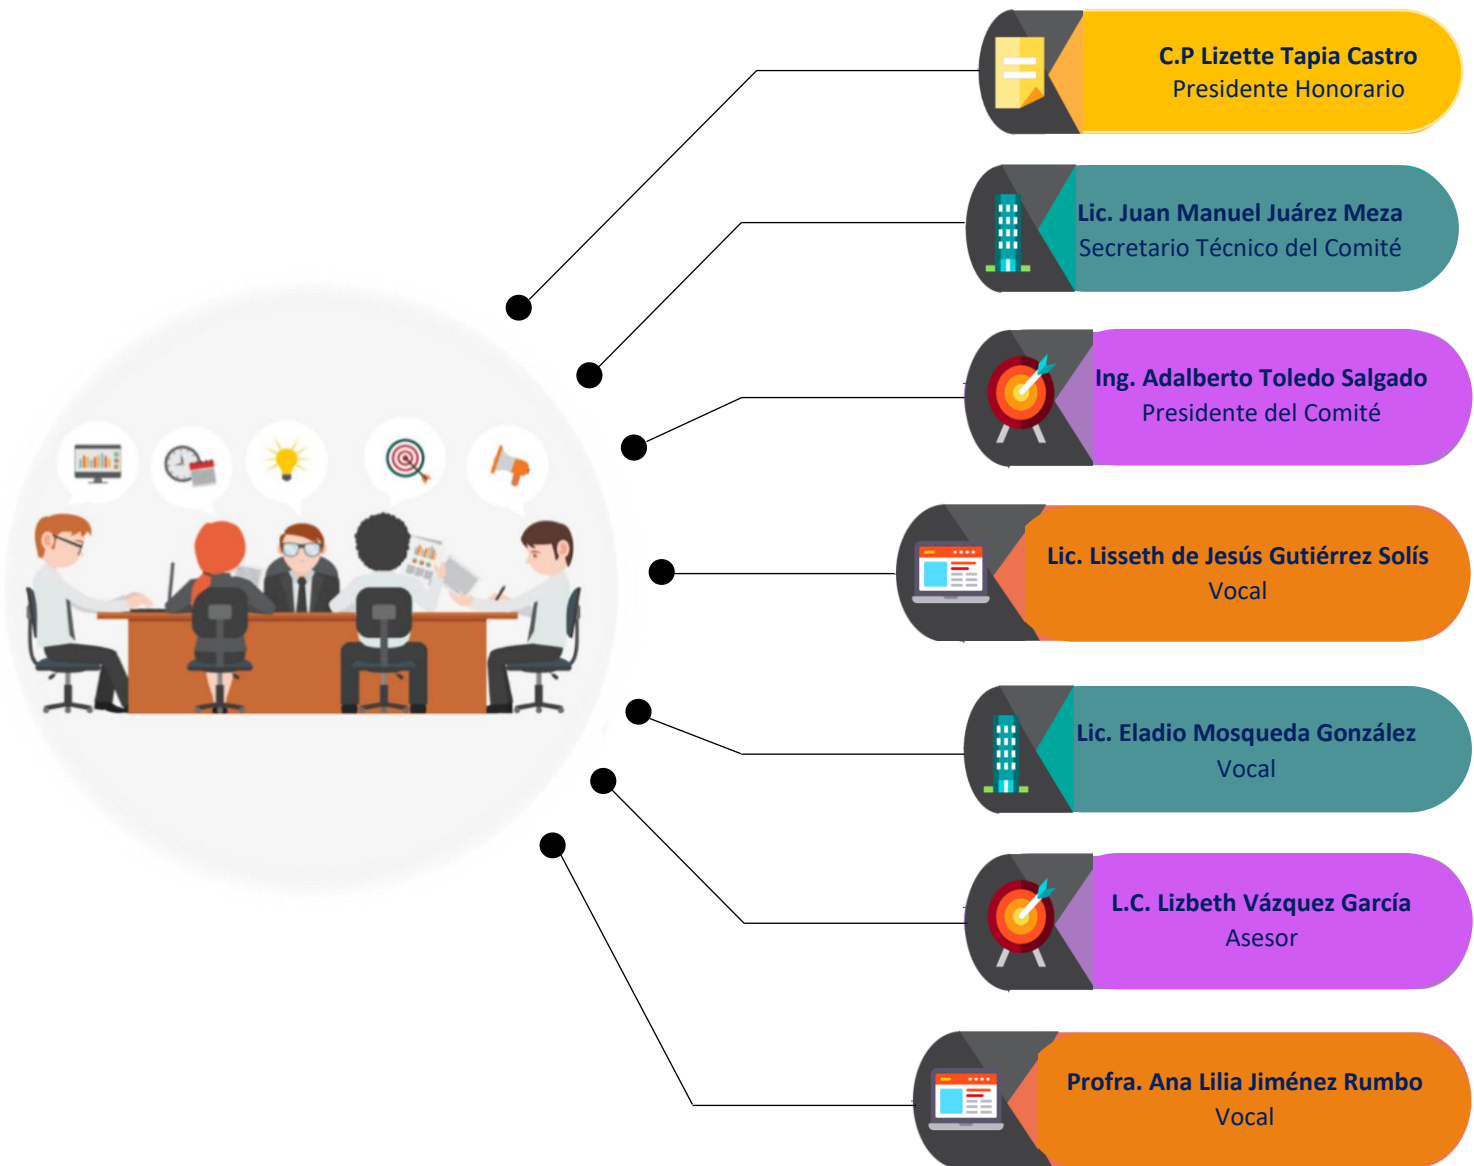 C.P Lizette Tapia Castro
Presidente Honorario
Lic. Juan Manuel Juárez Meza
Secretario Técnico del Comité
Ing. Adalberto Toledo Salgado
Presidente del Comité
Lic. Lisseth de Jesús Gutiérrez Solís
Vocal
Lic. Eladio Mosqueda González
Vocal
L.C. Lizbeth Vázquez García
Asesor
Profra. Ana Lilia Jiménez Rumbo
Vocal